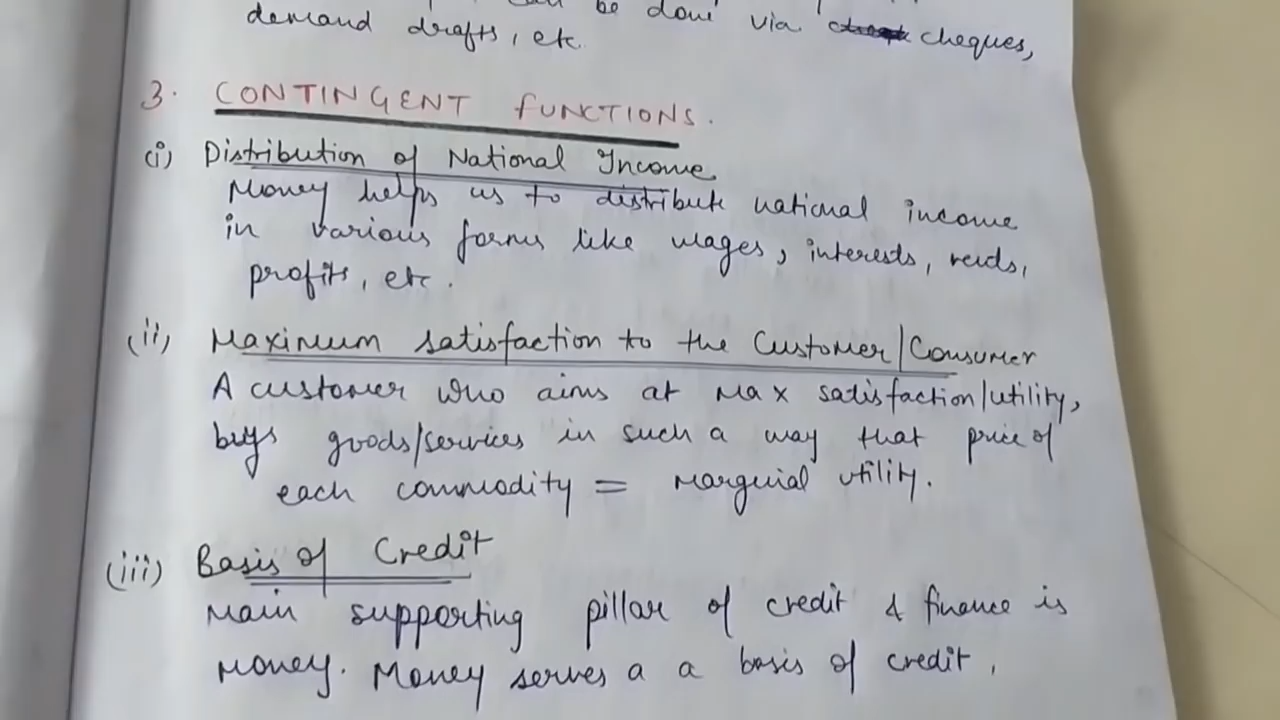 can be done via cheques,
demand drafts, etc.
3. CONTINGENT FUNCTIONS.
(i) Distribution of National Income
Money helps us to distribute national income
in various forms like wages, interests, rents,
profits, etc.
(ii) Maximum satisfaction to the Customer/Consumer
A customer who aims at max satisfaction/utility,
buys goods/services in such a way that price of
each commodity = marginal utility.
(iii) Basis of Credit
Main supporting pillar of credit & finance is
money. Money serves a a basis of credit,